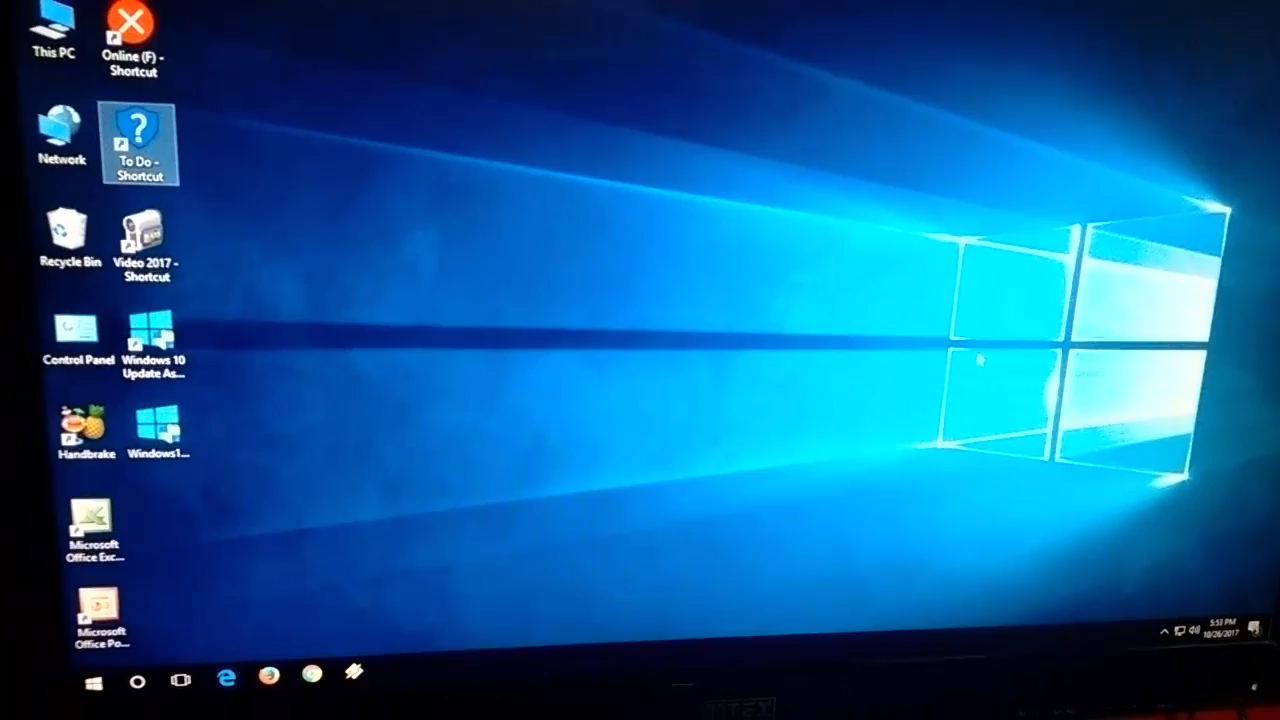 This PC
Online (F) -
Shortcut
Network
To Do -
Shortcut
Recycle Bin
Video 2017 -
Shortcut
Control Panel
Windows 10
Update As...
Handbrake
Windows1...
Microsoft
Office Exc...
Microsoft
Office Po...
5:53 PM
10/26/2017